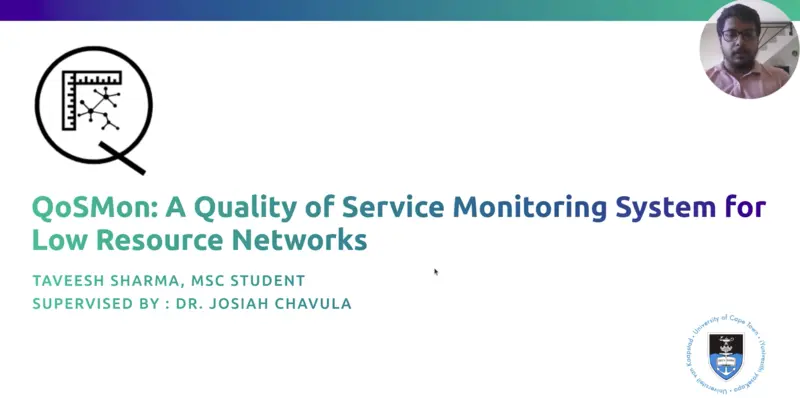 QoSMon: A Quality of Service Monitoring System for
Low Resource Networks
TAVEESH SHARMA, MSC STUDENT
SUPERVISED BY : DR. JOSIAH CHAVULA
University of Cape Town · iYunivesithi yaseKapa · Universiteit van Kaapstad